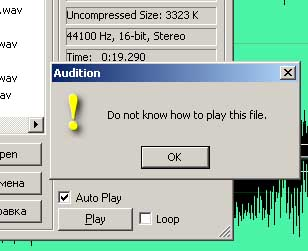 .wav
Uncompressed Size: 3323 K
44100 Hz, 16-bit, Stereo
.wav
Time: 0:19.290
wav
av
Audition
Do not know how to play this file.
OK
pen
мена
равка
Auto Play
Play
Loop